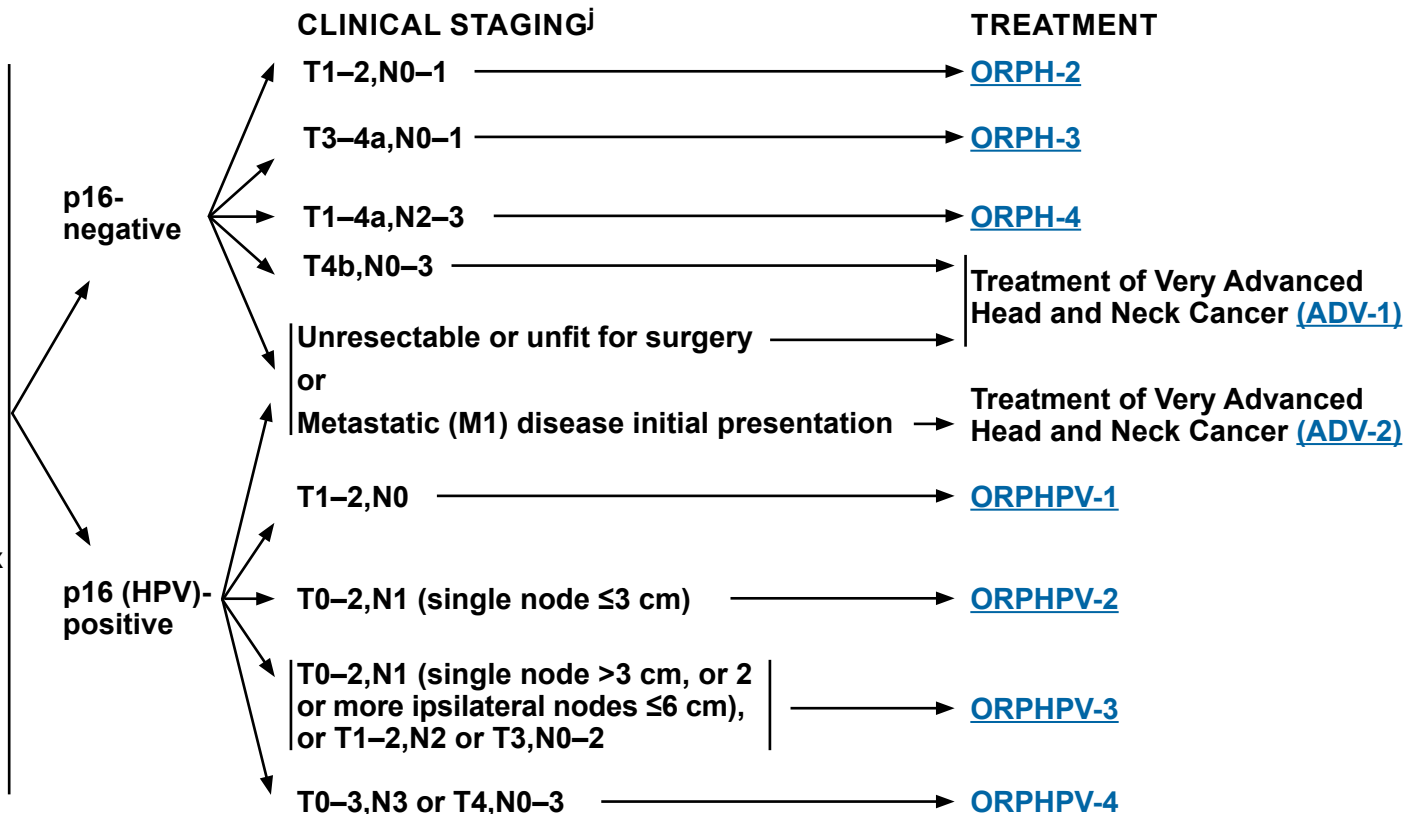 CLINICAL STAGINGj
TREATMENT
T1–2,N0–1
ORPH-2
T3–4a,N0–1
ORPH-3
p16-
negative
T1–4a,N2–3
ORPH-4
T4b,N0–3
Treatment of Very Advanced
Head and Neck Cancer (ADV-1)
Unresectable or unfit for surgery
or
Metastatic (M1) disease initial presentation
Treatment of Very Advanced
Head and Neck Cancer (ADV-2)
T1–2,N0
ORPHPV-1
p16 (HPV)-
positive
T0–2,N1 (single node ≤3 cm)
ORPHPV-2
T0–2,N1 (single node >3 cm, or 2
or more ipsilateral nodes ≤6 cm),
or T1–2,N2 or T3,N0–2
ORPHPV-3
T0–3,N3 or T4,N0–3
ORPHPV-4